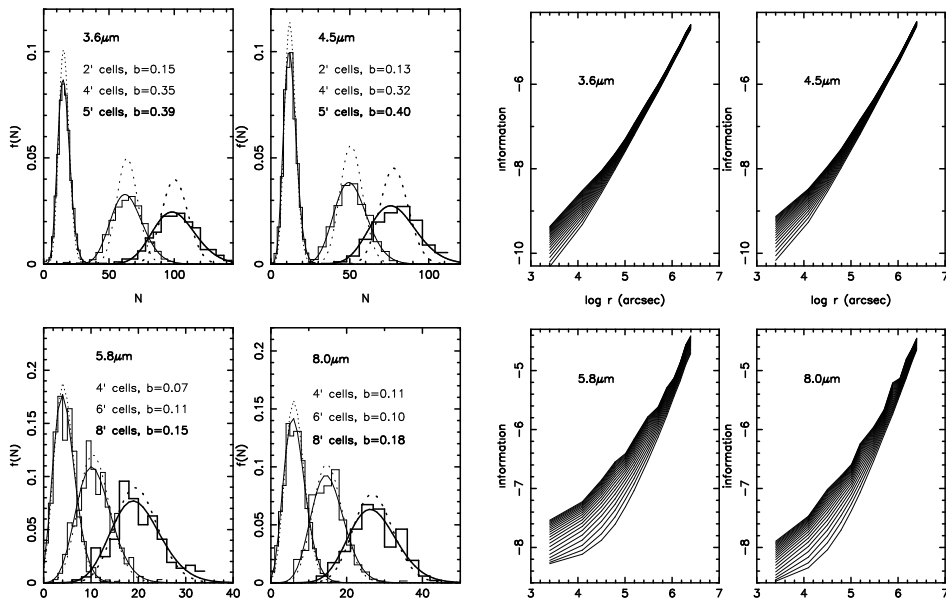 3.6μm
2' cells, b=0.15
4' cells, b=0.35
5' cells, b=0.39
f(N)
0.1
0.05
0
0 50 100
N
4.5μm
2' cells, b=0.13
4' cells, b=0.32
5' cells, b=0.40
f(N)
0.1
0.05
0
0 50 100
N
3.6μm
information
−6
−8
−10
3 4 5 6 7
log r (arcsec)
4.5μm
information
−6
−8
−10
3 4 5 6 7
log r (arcsec)
5.8μm
4' cells, b=0.07
6' cells, b=0.11
8' cells, b=0.15
f(N)
0.2
0.15
0.1
0.05
0
0 10 20 30 40
8.0μm
4' cells, b=0.11
6' cells, b=0.10
8' cells, b=0.18
f(N)
0.2
0.15
0.1
0.05
0
0 20 40
5.8μm
information
−5
−6
−7
−8
3 4 5 6 7
8.0μm
information
−5
−6
−7
−8
3 4 5 6 7